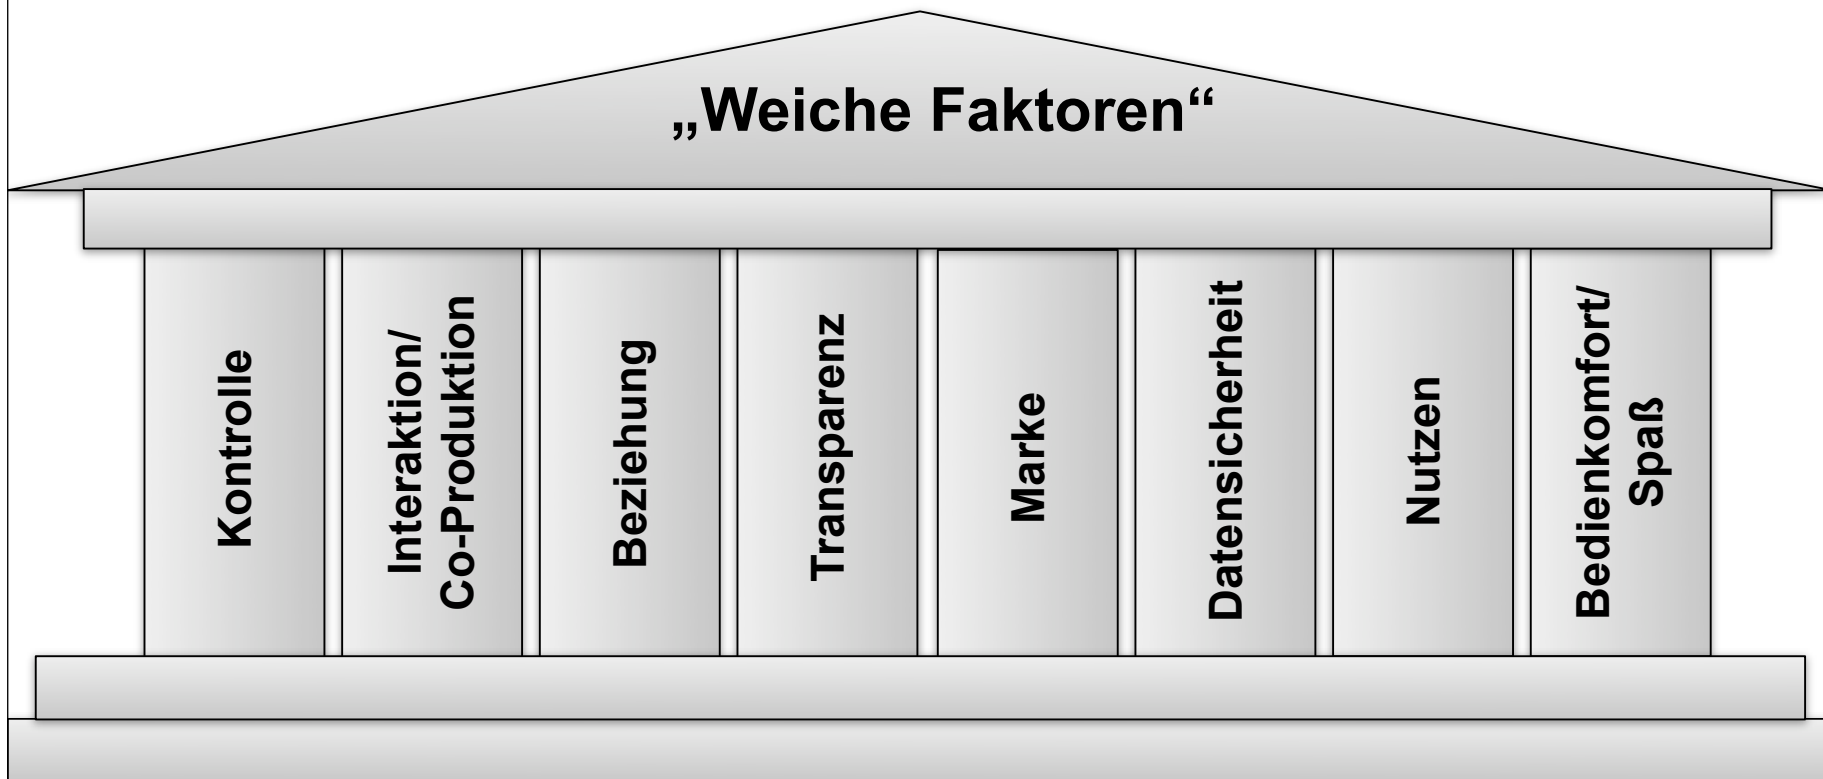 „Weiche Faktoren“
Kontrolle
Interaktion/
Co-Produktion
Beziehung
Transparenz
Marke
Datensicherheit
Nutzen
Bedienkomfort/
Spaß